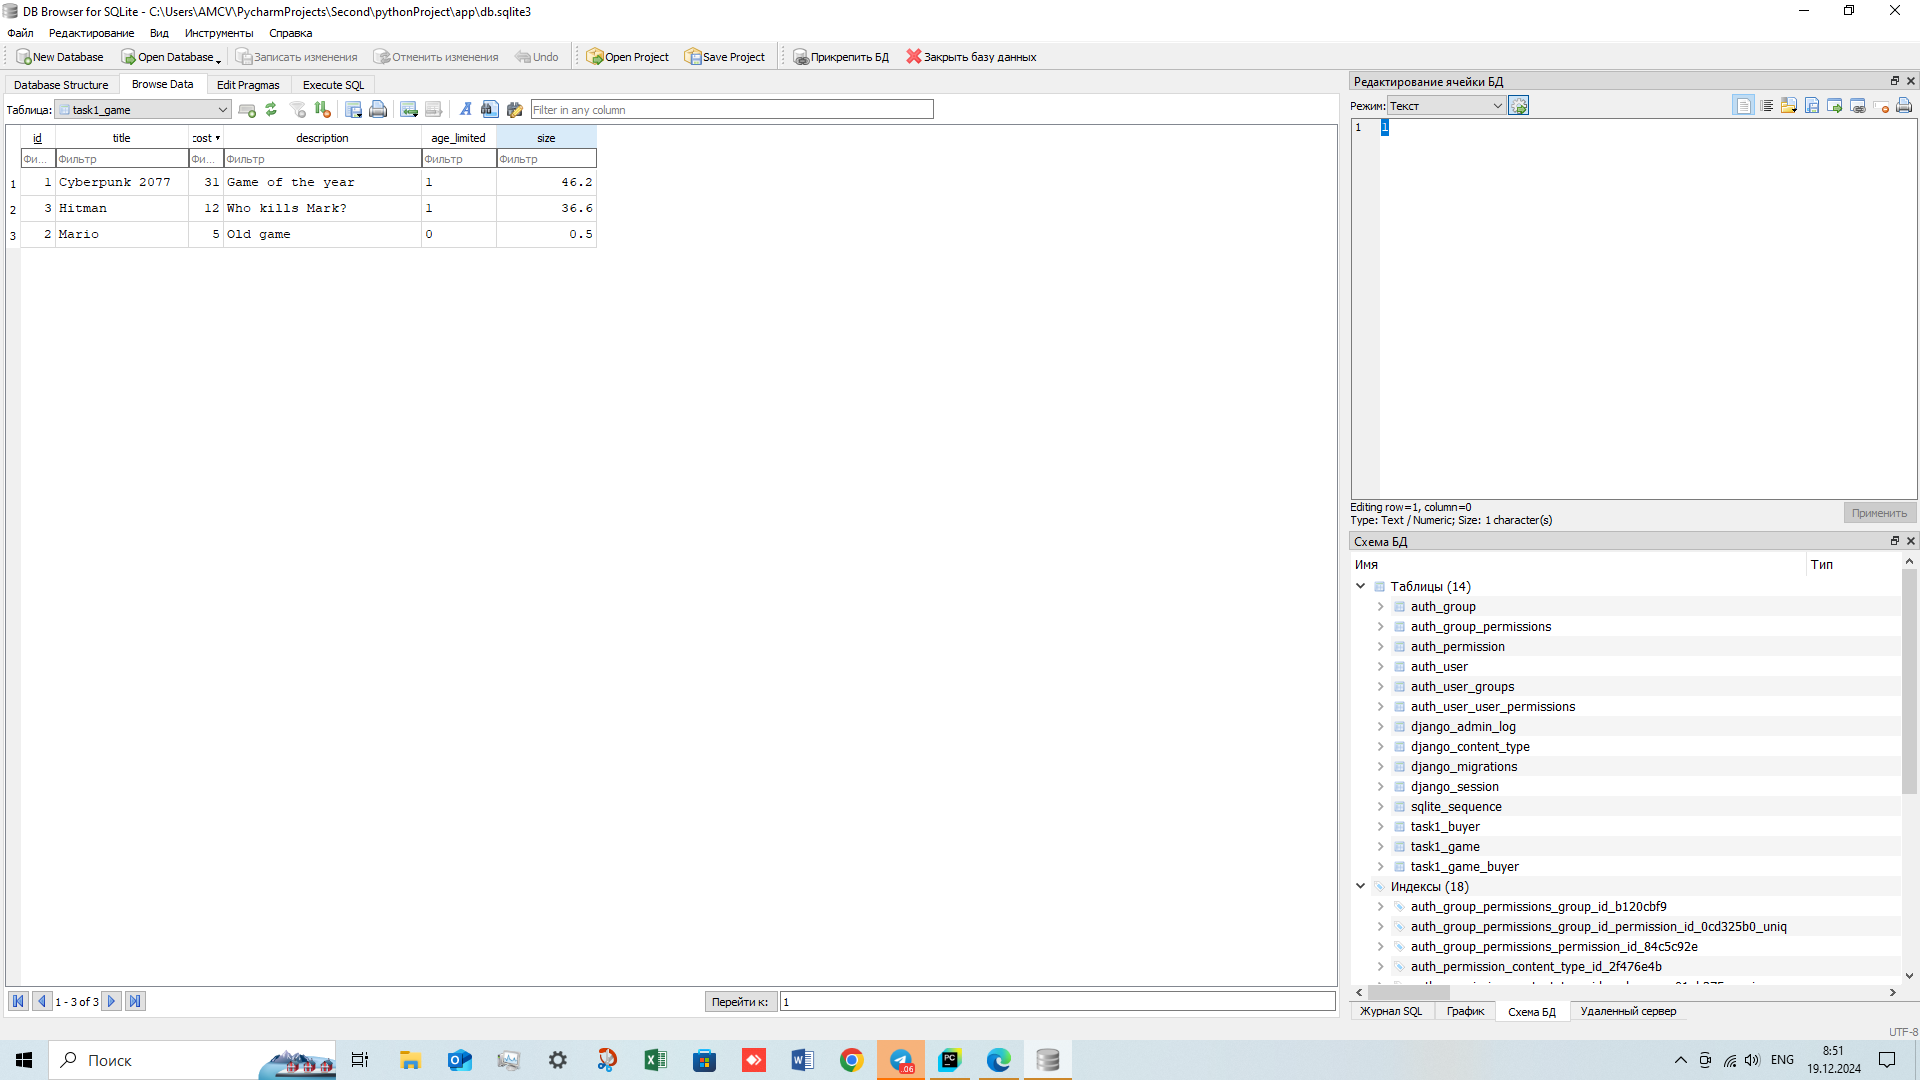 DB Browser for SQLite - C:\Users\AMCV\PycharmProjects\Second\pythonProject\app\db.sqlite3
Файл Редактирование Вид Инструменты Справка
New Database Open Database Записать изменения Отменить изменения Undo Open Project Save Project Прикрепить БД Закрыть базу данных
Database Structure Browse Data Edit Pragmas Execute SQL
Таблица: task1_game Filter in any column
id title cost description age_limited size
Фи... Фильтр Фи... Фильтр Фильтр Фильтр
1 1 Cyberpunk 2077 31 Game of the year 1 46.2
2 3 Hitman 12 Who kills Mark? 1 36.6
3 2 Mario 5 Old game 0 0.5
1 - 3 of 3 Перейти к: 1
Редактирование ячейки БД
Режим: Текст
1 1
Editing row=1, column=0
Type: Text / Numeric; Size: 1 character(s)
Применить
Схема БД
Имя Тип
Таблицы (14)
auth_group
auth_group_permissions
auth_permission
auth_user
auth_user_groups
auth_user_user_permissions
django_admin_log
django_content_type
django_migrations
django_session
sqlite_sequence
task1_buyer
task1_game
task1_game_buyer
Индексы (18)
auth_group_permissions_group_id_b120cbf9
auth_group_permissions_group_id_permission_id_0cd325b0_uniq
auth_group_permissions_permission_id_84c5c92e
auth_permission_content_type_id_2f476e4b
Журнал SQL График Схема БД Удаленный сервер
UTF-8
Поиск
..06
PC
ENG
8:51
19.12.2024